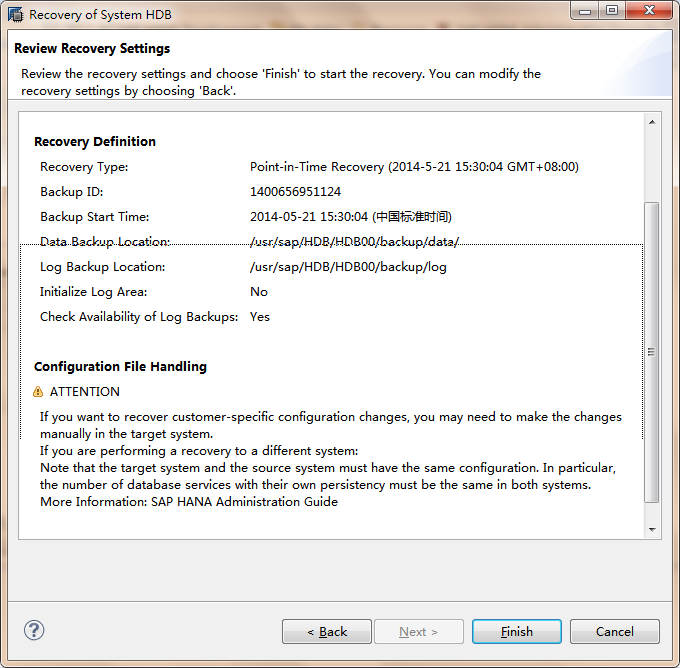 Recovery of System HDB
Review Recovery Settings
Review the recovery settings and choose 'Finish' to start the recovery. You can modify the
recovery settings by choosing 'Back'.
Recovery Definition
Recovery Type: Point-in-Time Recovery (2014-5-21 15:30:04 GMT+08:00)
Backup ID: 1400656951124
Backup Start Time: 2014-05-21 15:30:04 (中国标准时间)
Data Backup Location: /usr/sap/HDB/HDB00/backup/data/
Log Backup Location: /usr/sap/HDB/HDB00/backup/log
Initialize Log Area: No
Check Availability of Log Backups: Yes
Configuration File Handling
ATTENTION
If you want to recover customer-specific configuration changes, you may need to make the changes
manually in the target system.
If you are performing a recovery to a different system:
Note that the target system and the source system must have the same configuration. In particular,
the number of database services with their own persistency must be the same in both systems.
More Information: SAP HANA Administration Guide
? < Back Next > Finish Cancel